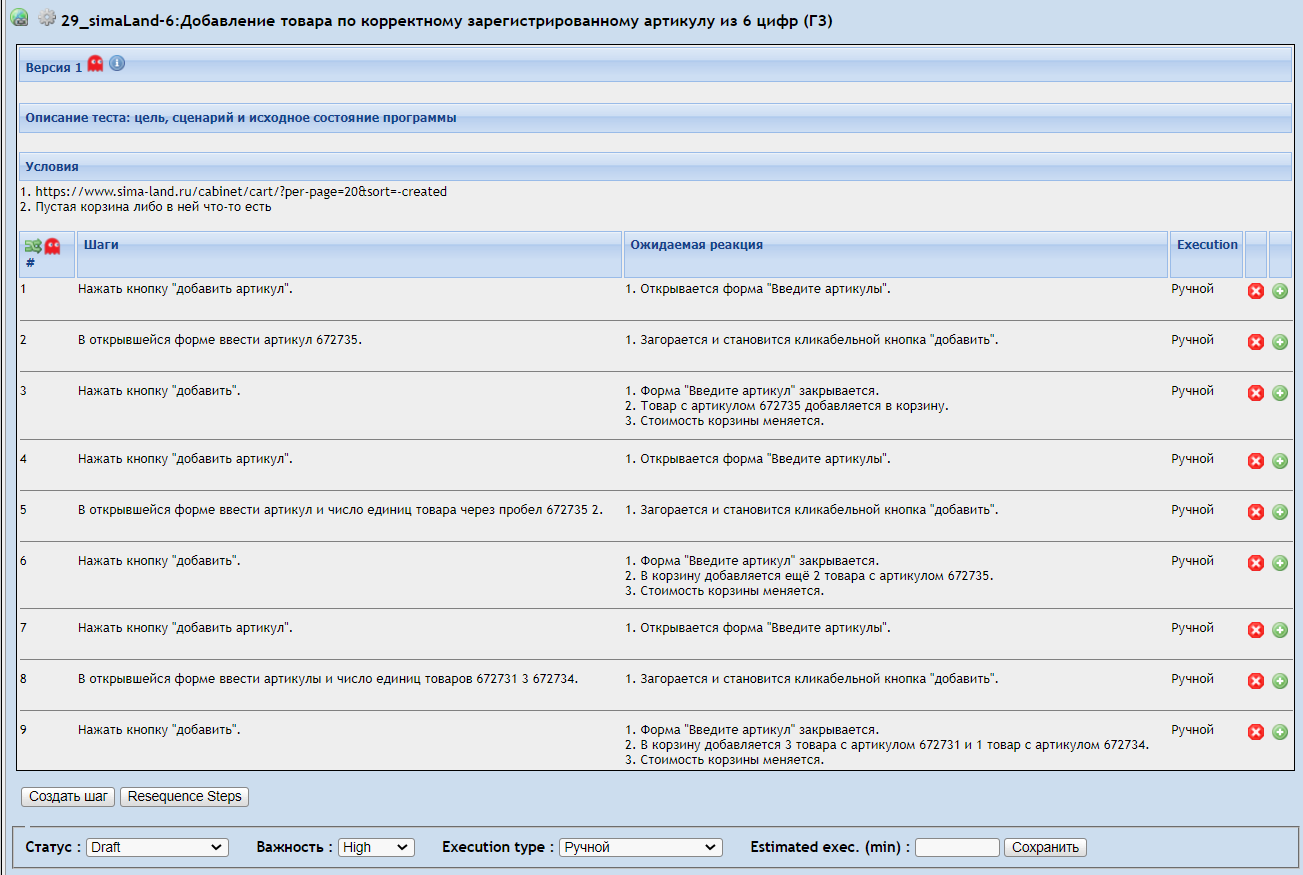 29_simaLand-6:Добавление товара по корректному зарегистрированному артикулу из 6 цифр (ГЗ)
Версия 1
Описание теста: цель, сценарий и исходное состояние программы
Условия
1. https://www.sima-land.ru/cabinet/cart/?per-page=20&sort=-created
2. Пустая корзина либо в ней что-то есть
# Шаги Ожидаемая реакция Execution
1 Нажать кнопку "добавить артикул". 1. Открывается форма "Введите артикулы". Ручной
2 В открывшейся форме ввести артикул 672735. 1. Загорается и становится кликабельной кнопка "добавить". Ручной
3 Нажать кнопку "добавить". 1. Форма "Введите артикул" закрывается. Ручной
2. Товар с артикулом 672735 добавляется в корзину.
3. Стоимость корзины меняется.
4 Нажать кнопку "добавить артикул". 1. Открывается форма "Введите артикулы". Ручной
5 В открывшейся форме ввести артикул и число единиц товара через пробел 672735 2. 1. Загорается и становится кликабельной кнопка "добавить". Ручной
6 Нажать кнопку "добавить". 1. Форма "Введите артикул" закрывается. Ручной
2. В корзину добавляется ещё 2 товара с артикулом 672735.
3. Стоимость корзины меняется.
7 Нажать кнопку "добавить артикул". 1. Открывается форма "Введите артикулы". Ручной
8 В открывшейся форме ввести артикулы и число единиц товаров 672731 3 672734. 1. Загорается и становится кликабельной кнопка "добавить". Ручной
9 Нажать кнопку "добавить". 1. Форма "Введите артикул" закрывается. Ручной
2. В корзину добавляется 3 товара с артикулом 672731 и 1 товар с артикулом 672734.
3. Стоимость корзины меняется.
Создать шаг Resequence Steps
Статус : Draft Важность : High Execution type : Ручной Estimated exec. (min) : Сохранить